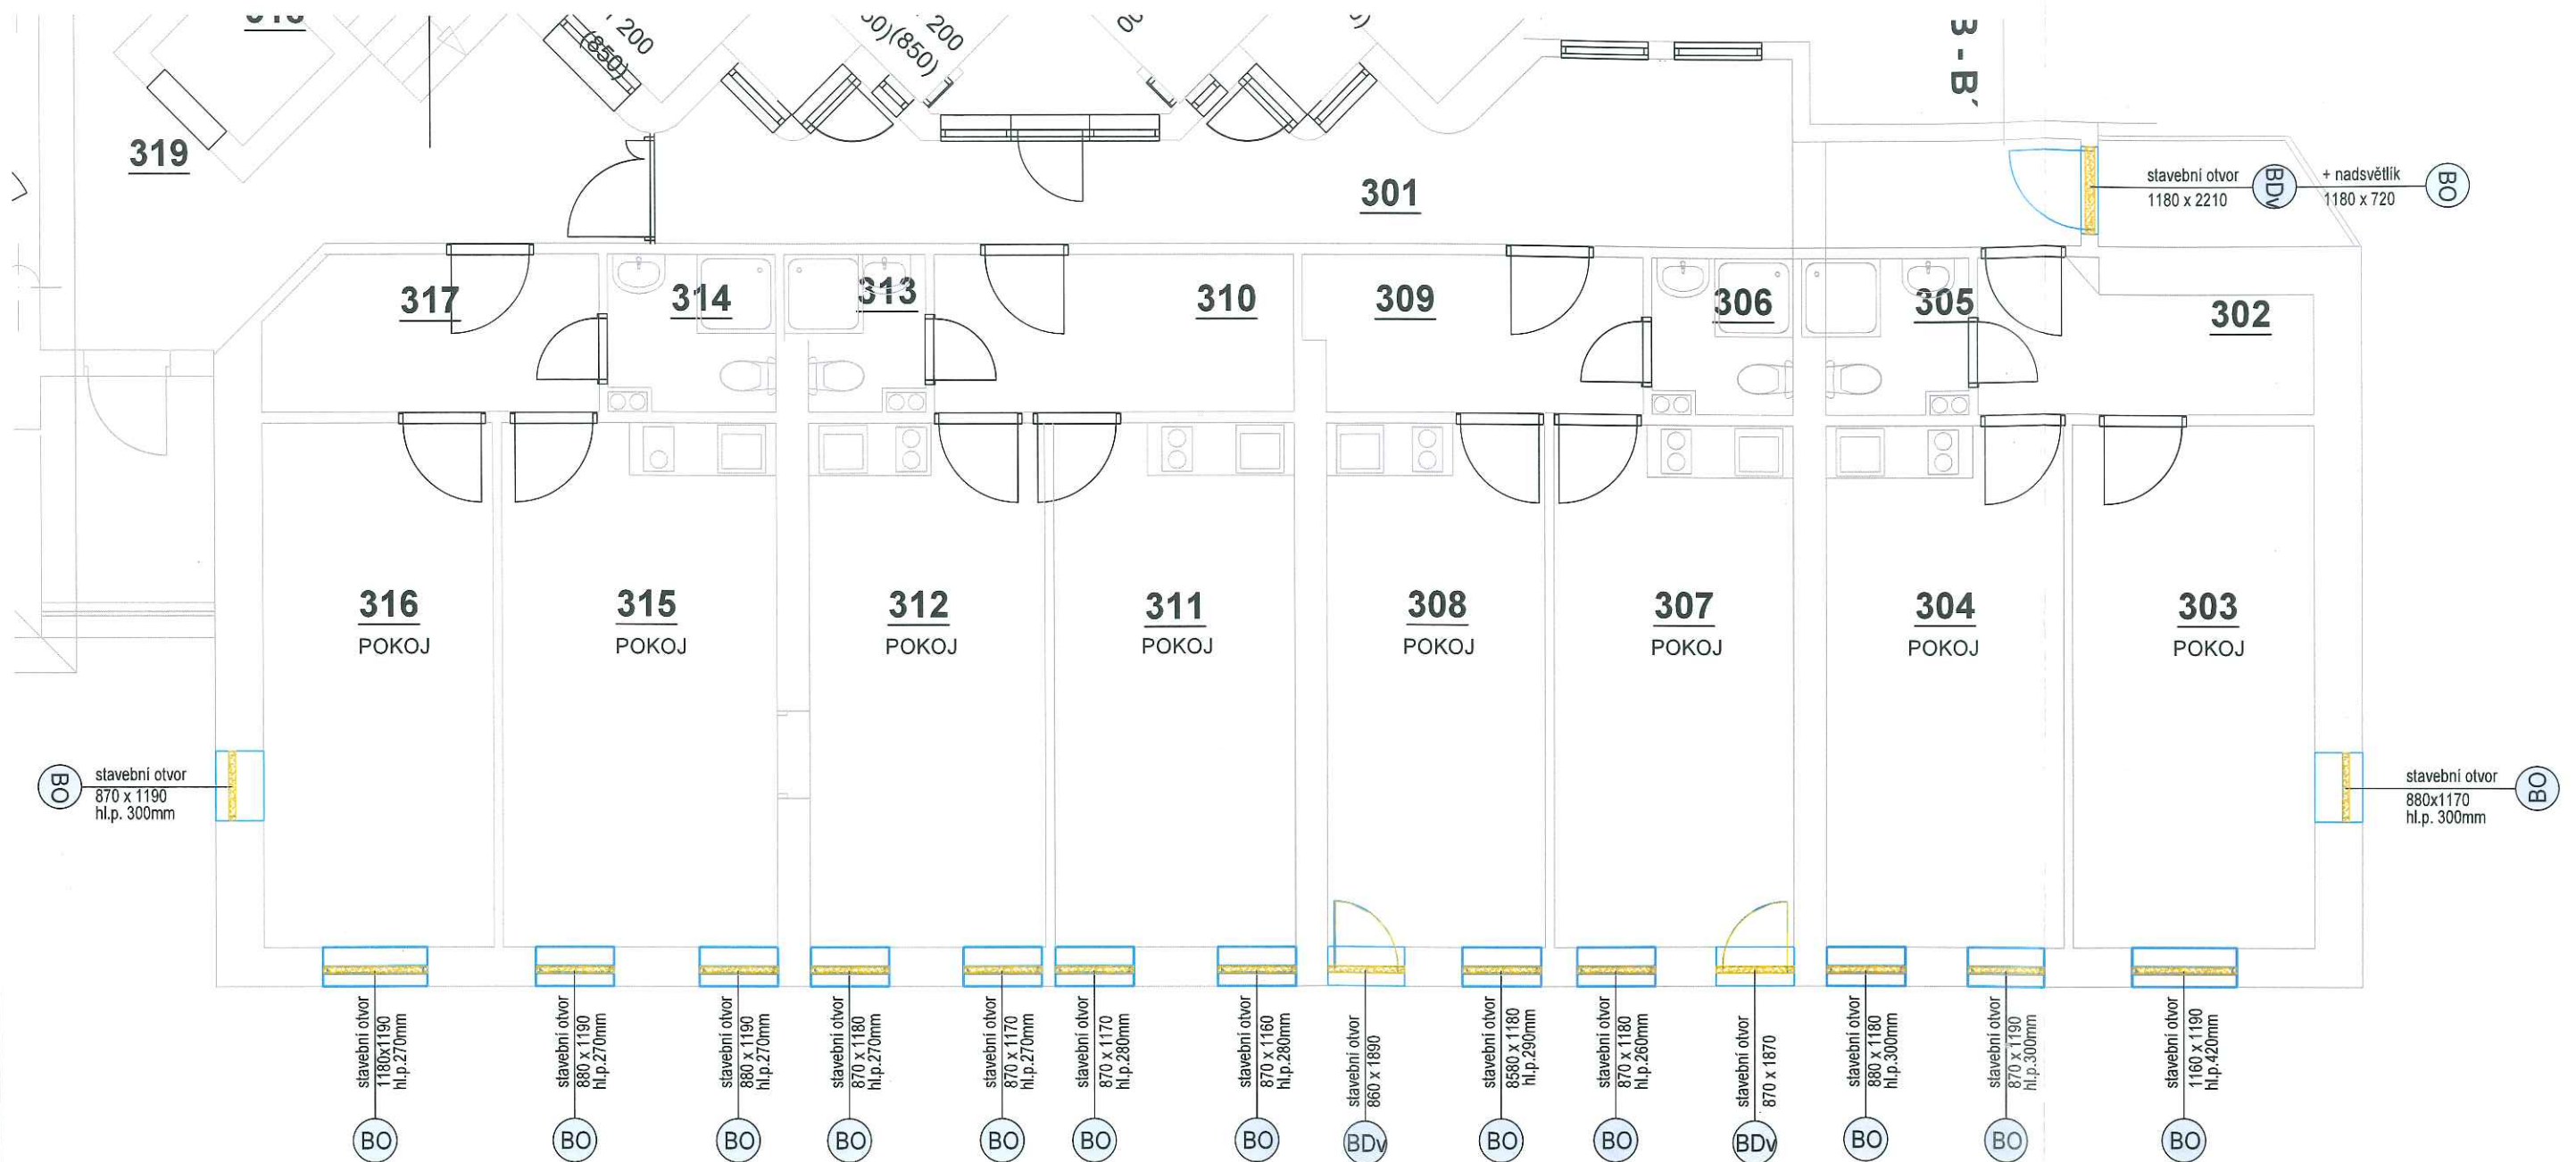 200
(850)
200
(850)
B - B'
319
301
stavební otvor
1180 x 2210
BDv
+ nadsvětlík
1180 x 720
BO
317
314
313
310
309
306
305
302
316
POKOJ
315
POKOJ
312
POKOJ
311
POKOJ
308
POKOJ
307
POKOJ
304
POKOJ
303
POKOJ
BO
stavební otvor
870 x 1190
hl.p. 300mm
stavební otvor
880x1170
hl.p. 300mm
BO
stavební otvor
1180x1190
hl.p.270mm
BO
stavební otvor
880 x 1190
hl.p.270mm
BO
stavební otvor
880 x 1190
hl.p.270mm
BO
stavební otvor
870 x 1180
hl.p.270mm
BO
stavební otvor
870 x 1170
hl.p.270mm
BO
stavební otvor
870 x 1170
hl.p.280mm
BO
stavební otvor
870 x 1160
hl.p.280mm
BO
stavební otvor
860 x 1890
BDv
stavební otvor
8580 x 1180
hl.p.290mm
BO
stavební otvor
870 x 1180
hl.p.260mm
BO
stavební otvor
870 x 1870
BDv
stavební otvor
880 x 1180
hl.p.300mm
BO
stavební otvor
870 x 1190
hl.p.300mm
BO
stavební otvor
1160 x 1190
hl.p.420mm
BO